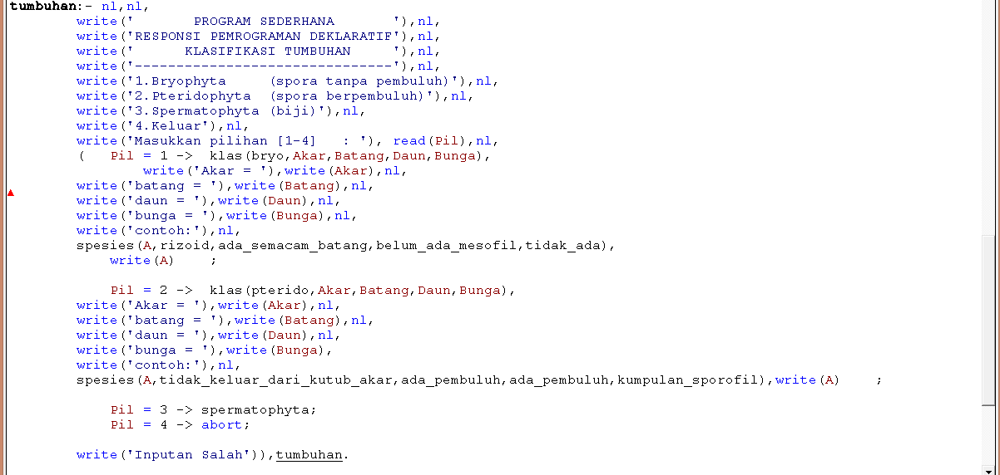 tumbuhan:- nl,nl,
write('       PROGRAM SEDERHANA       '),nl,
write('RESPONSI PEMROGRAMAN DEKLARATIF'),nl,
write('      KLASIFIKASI TUMBUHAN     '),nl,
write('-------------------------------'),nl,
write('1.Bryophyta     (spora tanpa pembuluh)'),nl,
write('2.Pteridophyta  (spora berpembuluh)'),nl,
write('3.Spermatophyta (biji)'),nl,
write('4.Keluar'),nl,
write('Masukkan pilihan [1-4]   : '), read(Pil),nl,
(   Pil = 1 ->  klas(bryo,Akar,Batang,Daun,Bunga),
write('Akar = '),write(Akar),nl,
write('batang = '),write(Batang),nl,
write('daun = '),write(Daun),nl,
write('bunga = '),write(Bunga),nl,
write('contoh:'),nl,
spesies(A,rizoid,ada_semacam_batang,belum_ada_mesofil,tidak_ada),
write(A)    ;
Pil = 2 ->  klas(pterido,Akar,Batang,Daun,Bunga),
write('Akar = '),write(Akar),nl,
write('batang = '),write(Batang),nl,
write('daun = '),write(Daun),nl,
write('bunga = '),write(Bunga),
write('contoh:'),nl,
spesies(A,tidak_keluar_dari_kutub_akar,ada_pembuluh,ada_pembuluh,kumpulan_sporofil),write(A)    ;
Pil = 3 -> spermatophyta;
Pil = 4 -> abort;
write('Inputan Salah')),tumbuhan.